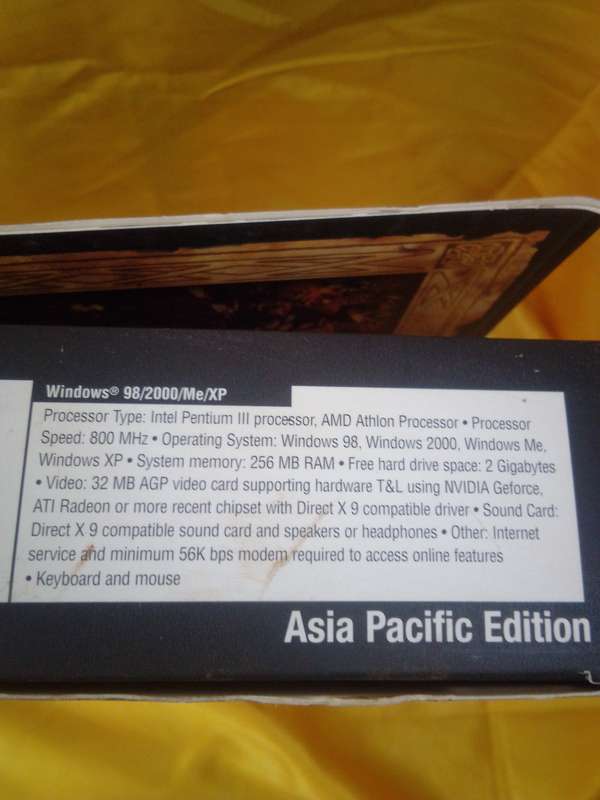 Windows® 98/2000/Me/XP
Processor Type: Intel Pentium III processor, AMD Athlon Processor • Processor
Speed: 800 MHz • Operating System: Windows 98, Windows 2000, Windows Me,
Windows XP • System memory: 256 MB RAM • Free hard drive space: 2 Gigabytes
• Video: 32 MB AGP video card supporting hardware T&L using NVIDIA Geforce,
ATI Radeon or more recent chipset with Direct X 9 compatible driver • Sound Card:
Direct X 9 compatible sound card and speakers or headphones • Other: Internet
service and minimum 56K bps modem required to access online features
• Keyboard and mouse
Asia Pacific Edition